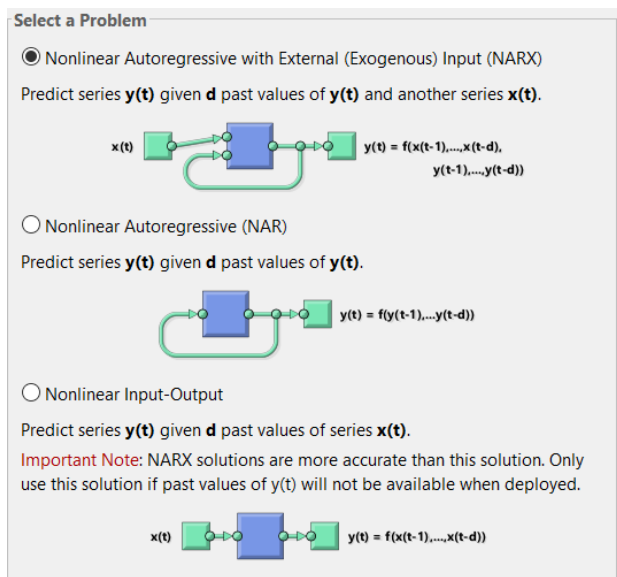 Select a Problem
Nonlinear Autoregressive with External (Exogenous) Input (NARX)
Predict series y(t) given d past values of y(t) and another series x(t).
x(t)
y(t) = f(x(t-1),...,x(t-d),
y(t-1),...,y(t-d))
Nonlinear Autoregressive (NAR)
Predict series y(t) given d past values of y(t).
y(t) = f(y(t-1),...y(t-d))
Nonlinear Input-Output
Predict series y(t) given d past values of series x(t).
Important Note: NARX solutions are more accurate than this solution. Only
use this solution if past values of y(t) will not be available when deployed.
x(t)
y(t) = f(x(t-1),...,x(t-d))